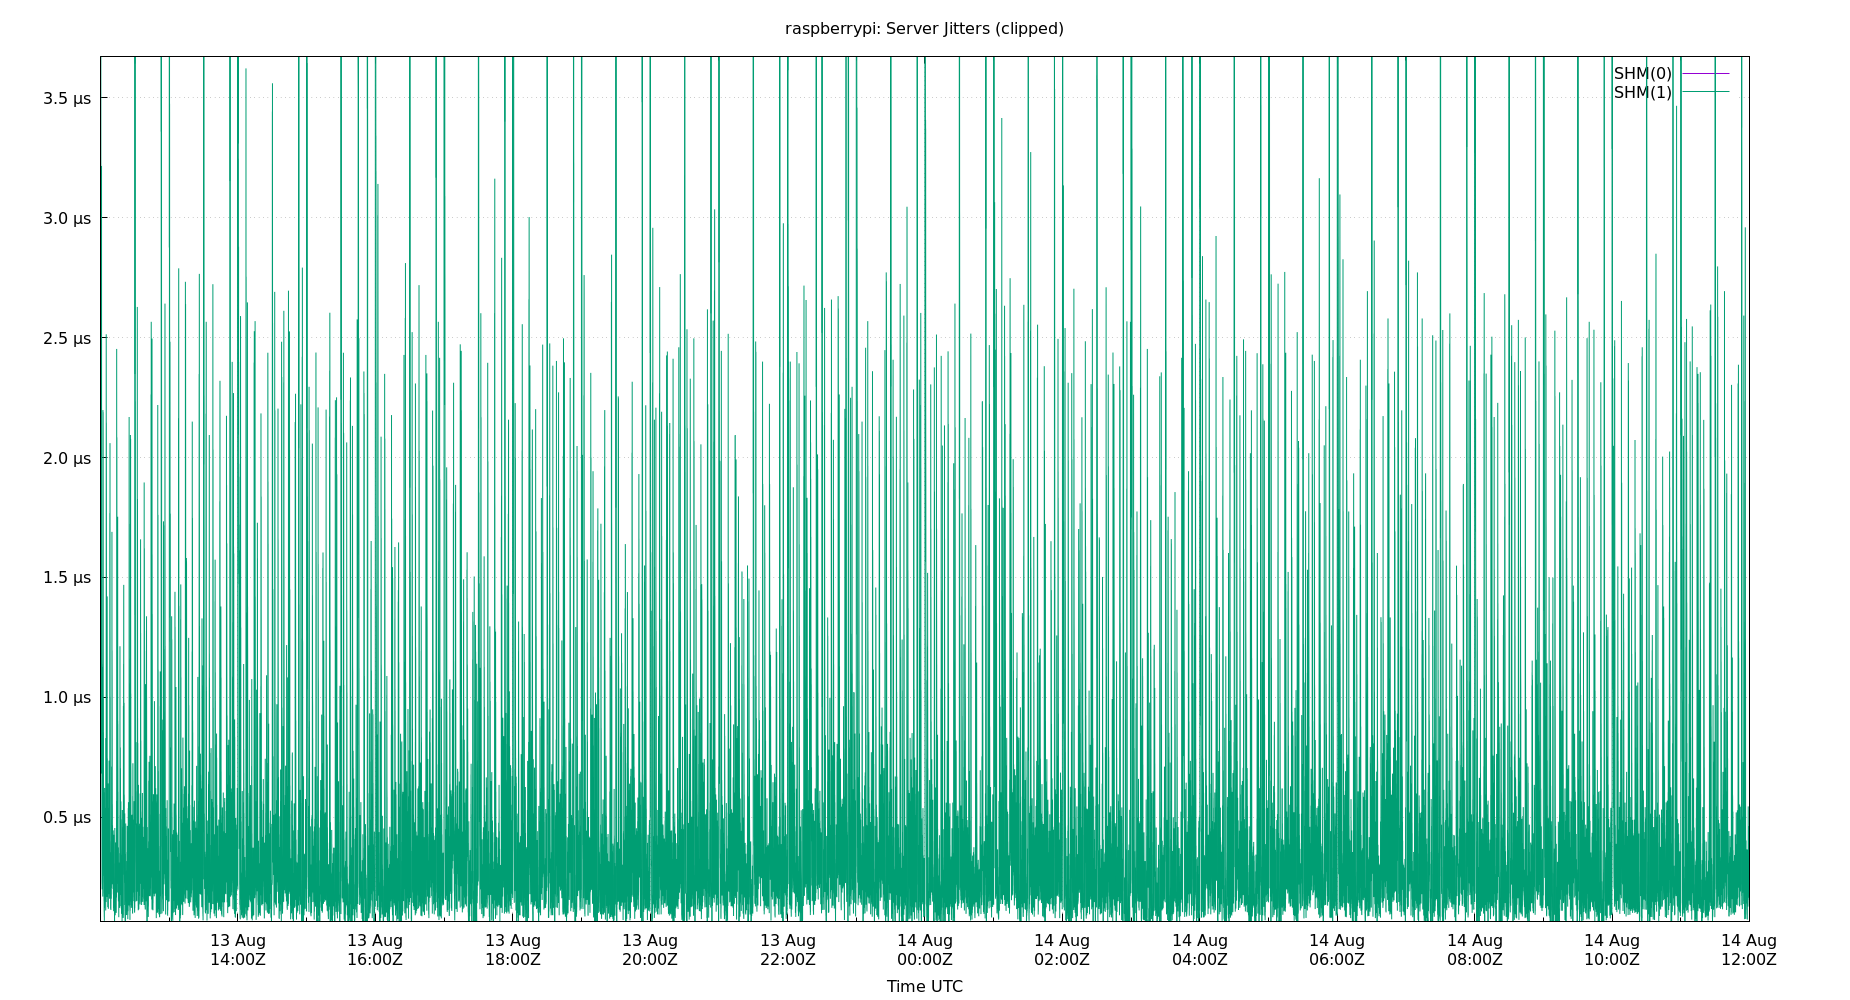 raspberrypi: Server Jitters (clipped)
SHM(0)
SHM(1)
3.5 µs
3.0 µs
2.5 µs
2.0 µs
1.5 µs
1.0 µs
0.5 µs
13 Aug 13 Aug 13 Aug 13 Aug 13 Aug 14 Aug 14 Aug 14 Aug 14 Aug 14 Aug 14 Aug 14 Aug
14:00Z 16:00Z 18:00Z 20:00Z 22:00Z 00:00Z 02:00Z 04:00Z 06:00Z 08:00Z 10:00Z 12:00Z
Time UTC